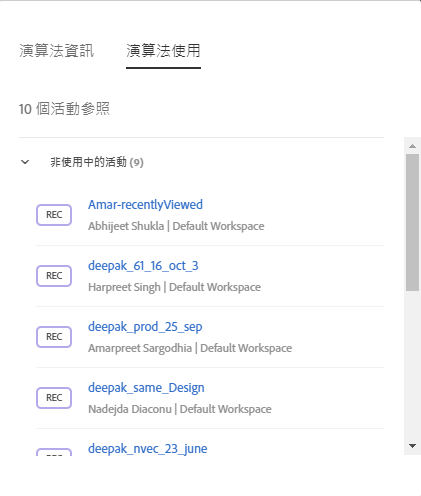 演算法資訊 演算法使用
10 個活動參照
非使用中的活動 (9)
REC Amar-recentlyViewed
Abhijeet Shukla | Default Workspace
REC deepak_61_16_oct_3
Harpreet Singh | Default Workspace
REC deepak_prod_25_sep
Amarpreet Sargodhia | Default Workspace
REC deepak_same_Design
Nadejda Diaconu | Default Workspace
REC deepak_nvec_23_june